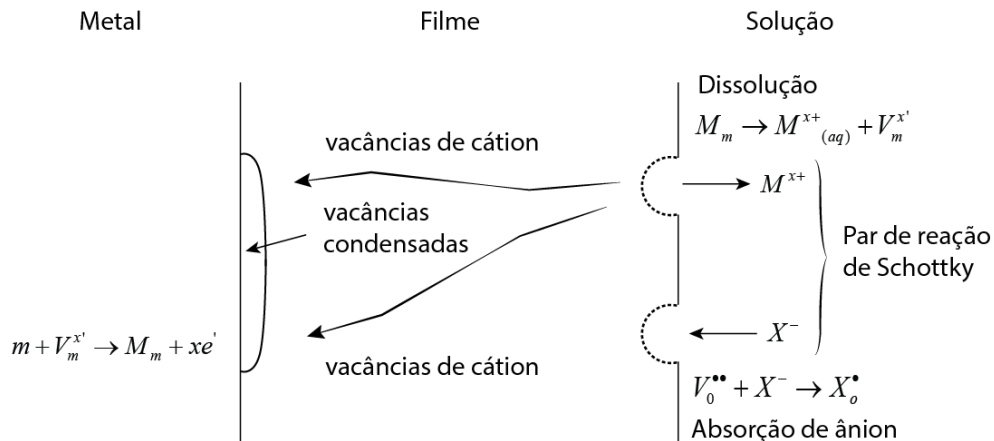 Metal
Filme
Solução
Dissolução
M_m → M^{x+}_{(aq)} + V_m^{x'}
vacâncias de cátion
M^{x+}
vacâncias
condensadas
Par de reação
de Schottky
m + V_m^{x'} → M_m + xe'
X^-
vacâncias de cátion
V_0^{••} + X^- → X_o^•
Absorção de ânion